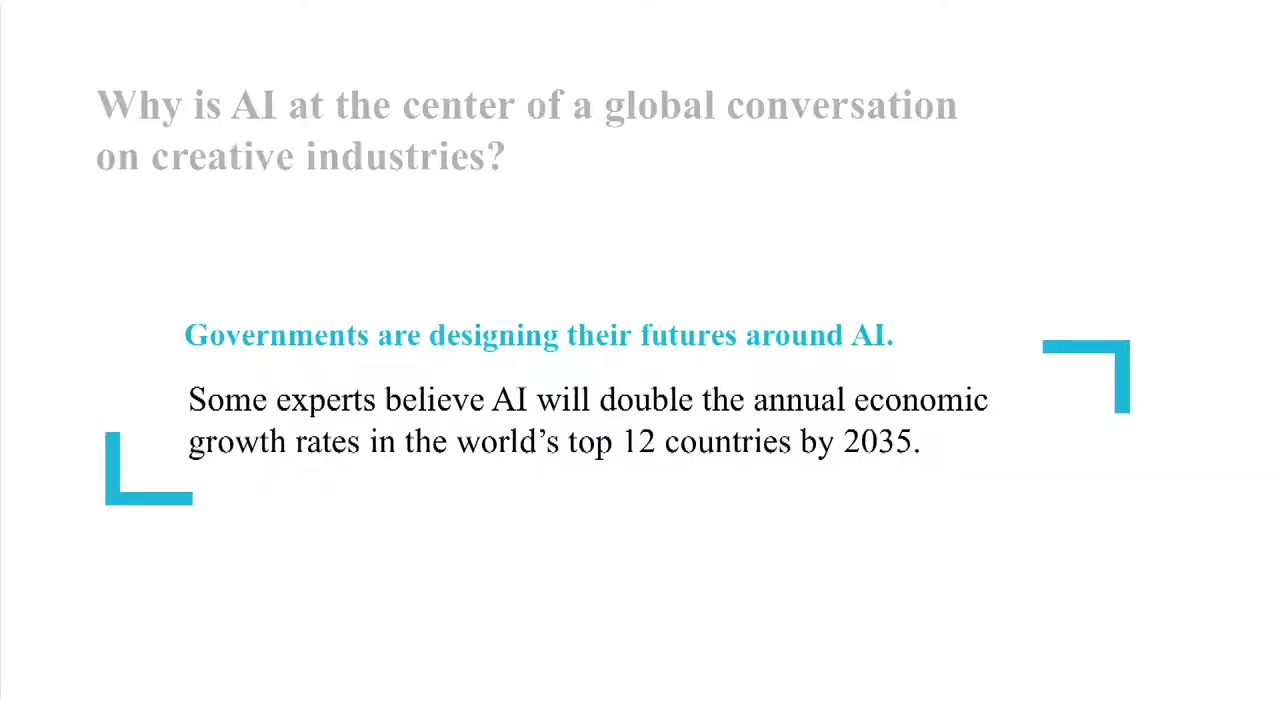 Why is AI at the center of a global conversation
on creative industries?
Governments are designing their futures around AI.
Some experts believe AI will double the annual economic
growth rates in the world’s top 12 countries by 2035.